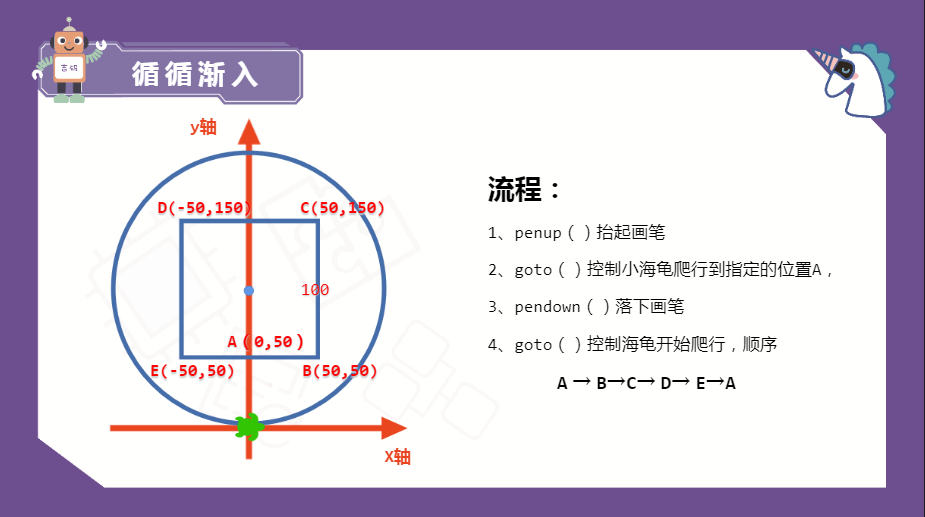 循循渐入
y轴
D(-50,150)
C(50,150)
100
A(0,50)
E(-50,50)
B(50,50)
X轴
流程：
1、penup（）抬起画笔
2、goto（）控制小海龟爬行到指定的位置A，
3、pendown（）落下画笔
4、goto（）控制海龟开始爬行，顺序
A → B→C→ D→ E→A